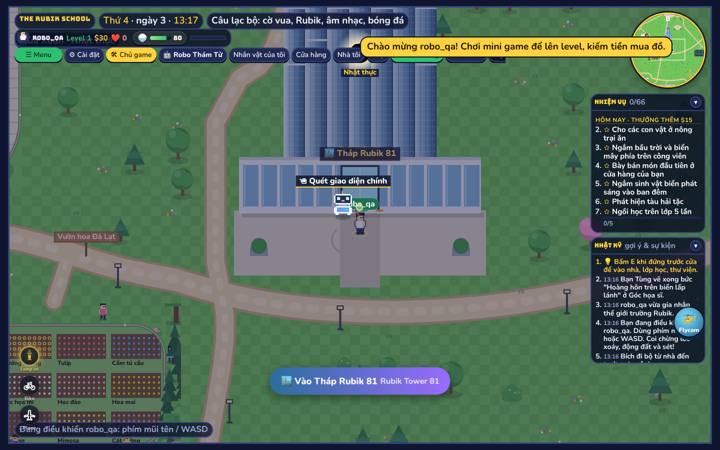 THE RUBIK SCHOOL
Thứ 4 · ngày 3 · 13:17
Câu lạc bộ: cờ vua, Rubik, âm nhạc, bóng đá
ROBO_QA Level 1 $30 0
80
Chào mừng robo_qa! Chơi mini game để lên level, kiếm tiền mua đồ.
Menu
Cài đặt
Chủ game
Robo Thám Tử
Nhân vật của tôi
Cửa hàng
Nhà tôi
Nhật thực
NHIỆM VỤ 0/66
HÔM NAY · THƯỞNG THÊM $15
2. ☆ Cho các con vật ở nông trại ăn
3. ☆ Ngắm bầu trời và biển mây phía trên công viên
4. ☆ Bày bán món đầu tiên ở cửa hàng của bạn
5. ☆ Ngắm sinh vật biển phát sáng vào ban đêm
6. ☆ Phát hiện tàu hải tặc
7. ☆ Ngồi học trên lớp 5 lần
0/5
Tháp Rubik 81
Quét giao diện chính
robo_qa
Vườn hoa Đà Lạt
NHẬT KÝ gợi ý & sự kiện
1. Bấm E khi đứng trước cửa để vào nhà, lớp học, thư viện.
2. 13:16 Bạn Tùng vẽ xong bức "Hoàng hôn trên biển lấp lánh" ở Góc họa sĩ.
3. 13:16 robo_qa vừa gia nhập thế giới trường Rubik.
4. 13:16 Bạn đang điều k
robo_qa. Dùng phím m
hoặc WASD. Coi chừng
xoáy, động đất và sét!
5. 13:15 Bích đi bộ từ nhà đến
Flycam
Tulip
Cẩm tú cầu
Học đào
Hoa mai
Mimosa
Cát
Vào Tháp Rubik 81 Rubik Tower 81
Đang điều khiển robo_qa: phím mũi tên / WASD